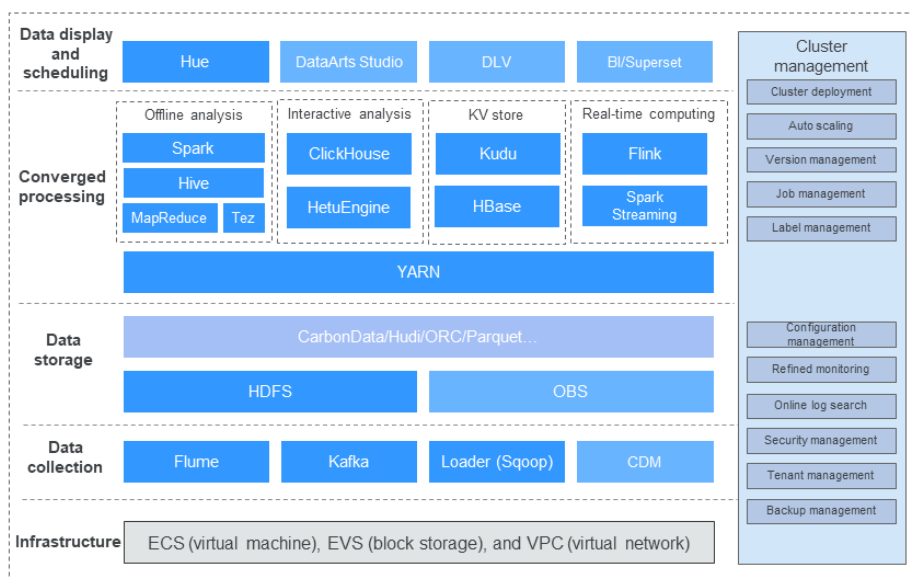 Data display
and
scheduling
Hue
DataArts Studio
DLV
BI/Superset
Converged
processing
Offline analysis
Spark
Hive
MapReduce
Tez
Interactive analysis
ClickHouse
HetuEngine
KV store
Kudu
HBase
Real-time computing
Flink
Spark
Streaming
YARN
Data
storage
CarbonData/Hudi/ORC/Parquet...
HDFS
OBS
Data
collection
Flume
Kafka
Loader (Sqoop)
CDM
Infrastructure
ECS (virtual machine), EVS (block storage), and VPC (virtual network)
Cluster
management
Cluster deployment
Auto scaling
Version management
Job management
Label management
Configuration
management
Refined monitoring
Online log search
Security management
Tenant management
Backup management